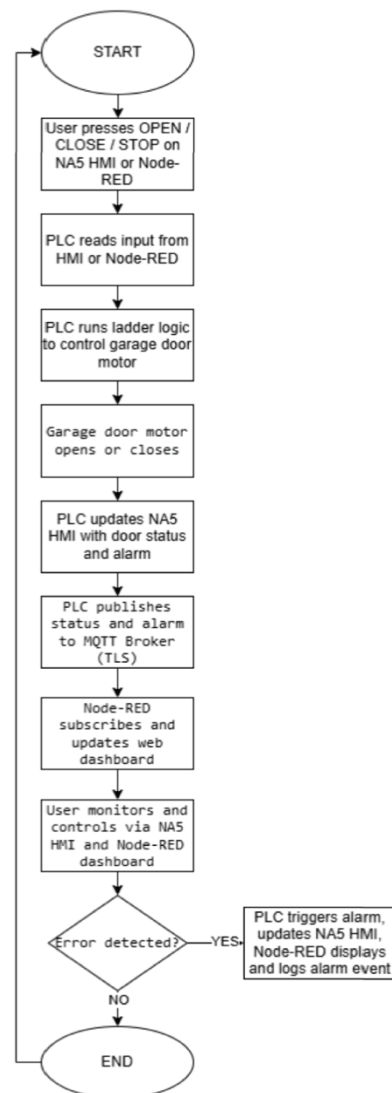 START
User presses OPEN /
CLOSE / STOP on
NA5 HMI or Node-
RED
PLC reads input from
HMI or Node-RED
PLC runs ladder logic
to control garage door
motor
Garage door motor
opens or closes
PLC updates NA5
HMI with door status
and alarm
PLC publishes
status and alarm
to MQTT Broker
(TLS)
Node-RED
subscribes and
updates web
dashboard
User monitors and
controls via NA5
HMI and Node-RED
dashboard
Error detected?
YES
PLC triggers alarm,
updates NA5 HMI,
Node-RED displays
and logs alarm event
NO
END